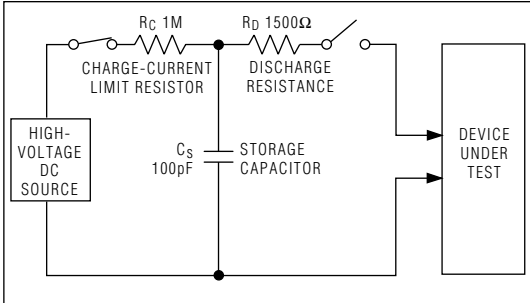 RC 1M
RD 1500Ω
CHARGE-CURRENT
LIMIT RESISTOR
DISCHARGE
RESISTANCE
HIGH-
VOLTAGE
DC
SOURCE
CS
100pF
STORAGE
CAPACITOR
DEVICE
UNDER
TEST